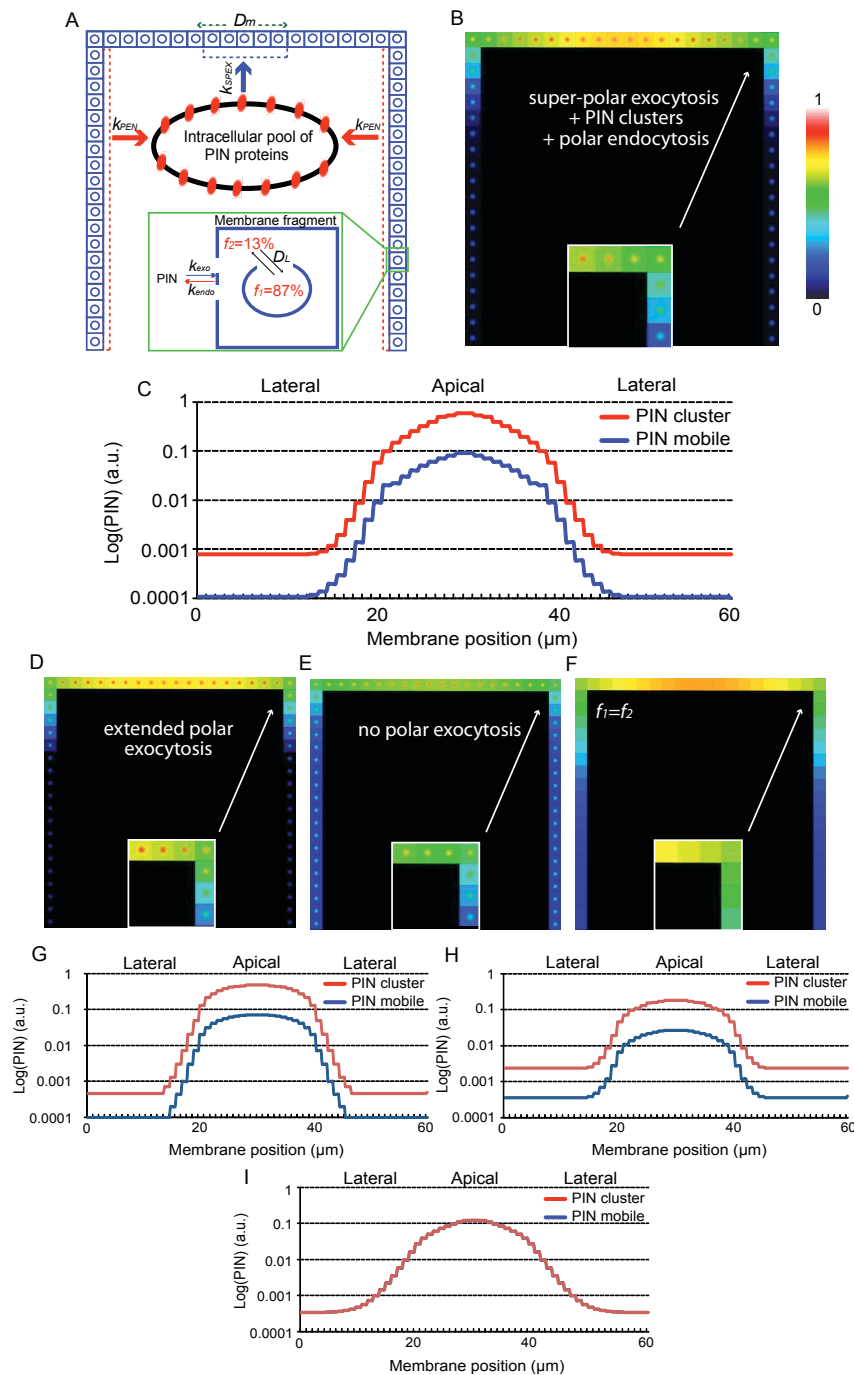 A
Dm
kSPEX
kPEN
kPEN
Intracellular pool of
PIN proteins
Membrane fragment
f2=13%
DL
PIN
kexo
kendo
f1=87%
B
super-polar exocytosis
+ PIN clusters
+ polar endocytosis
1
0
C
Lateral
Apical
Lateral
PIN cluster
PIN mobile
Log(PIN) (a.u.)
1
0.1
0.01
0.001
0.0001
0
20
40
60
Membrane position (µm)
D
extended polar
exocytosis
E
no polar exocytosis
F
f1=f2
G
Lateral
Apical
Lateral
PIN cluster
PIN mobile
Log(PIN) (a.u.)
1
0.1
0.01
0.001
0.0001
0
20
40
60
Membrane position (µm)
H
Lateral
Apical
Lateral
PIN cluster
PIN mobile
Log(PIN) (a.u.)
1
0.1
0.01
0.001
0.0001
0
20
40
60
Membrane position (µm)
I
Lateral
Apical
Lateral
PIN cluster
PIN mobile
Log(PIN) (a.u.)
1
0.1
0.01
0.001
0.0001
0
20
40
60
Membrane position (µm)